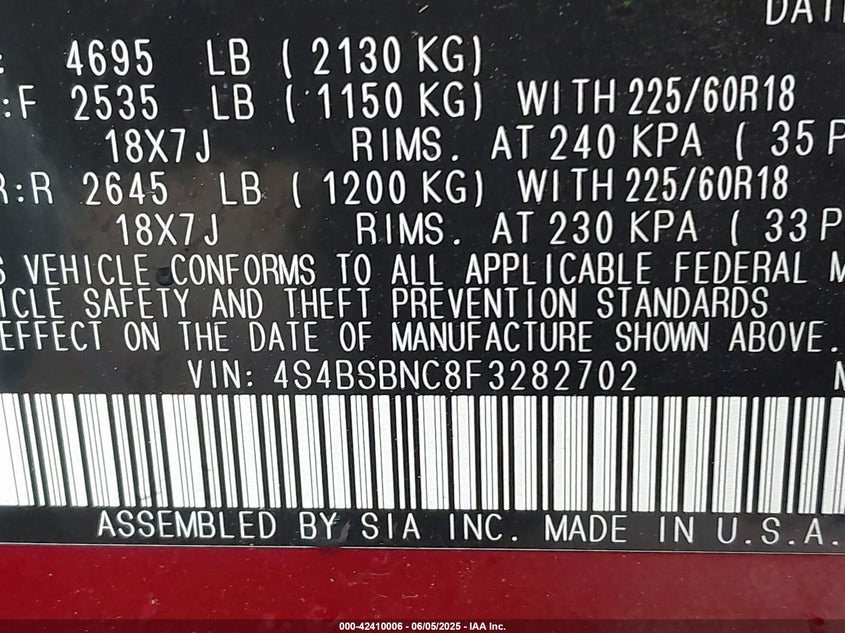 DATE
: 4695 LB ( 2130 KG)
:F 2535 LB ( 1150 KG) WITH 225/60R18
18X7J RIMS. AT 240 KPA ( 35 P
R:R 2645 LB ( 1200 KG) WITH 225/60R18
18X7J RIMS. AT 230 KPA ( 33 P
S VEHICLE CONFORMS TO ALL APPLICABLE FEDERAL M
ICLE SAFETY AND THEFT PREVENTION STANDARDS
EFFECT ON THE DATE OF MANUFACTURE SHOWN ABOVE.
VIN: 4S4BSBNC8F3282702
ASSEMBLED BY SIA INC. MADE IN U.S.A.
000-42410006 - 06/05/2025 - IAA Inc.